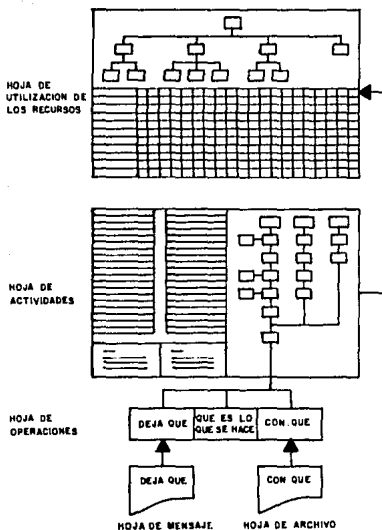 HOJA DE
UTILIZACION DE
LOS RECURSOS
HOJA DE
ACTIVIDADES
HOJA DE
OPERACIONES
DEJA QUE
QUE ES LO
QUE SE HACE
CON.QUE
DEJA QUE
CON QUE
HOJA DE MENSAJE
HOJA DE ARCHIVO